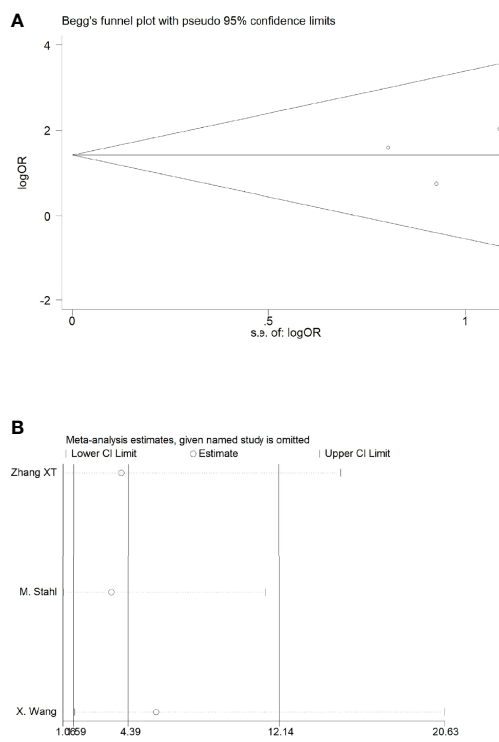 A
Begg's funnel plot with pseudo 95% confidence limits
4
2
0
-2
logOR
0
.5
1
s.e. of: logOR
B
Meta-analysis estimates, given named study is omitted
Lower CI Limit
Estimate
Upper CI Limit
Zhang XT
M. Stahl
X. Wang
4.39
12.14
20.63